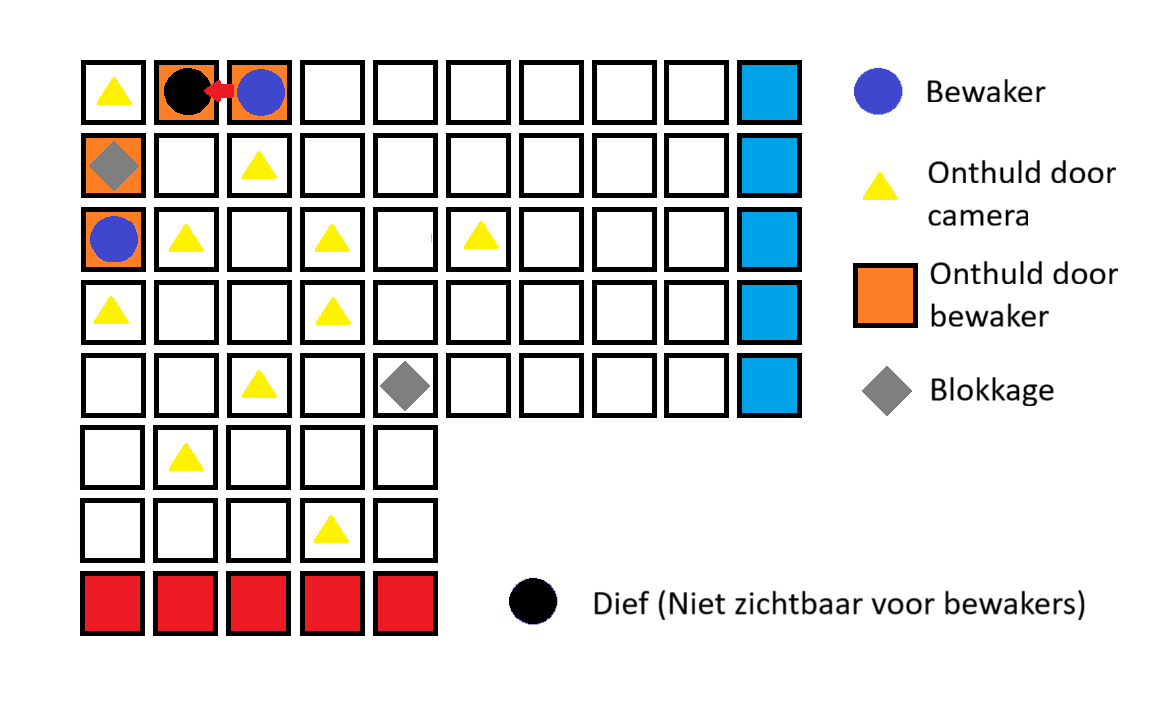 Bewaker
Onthuld door
camera
Onthuld door
bewaker
Blokkage
Dief (Niet zichtbaar voor bewakers)